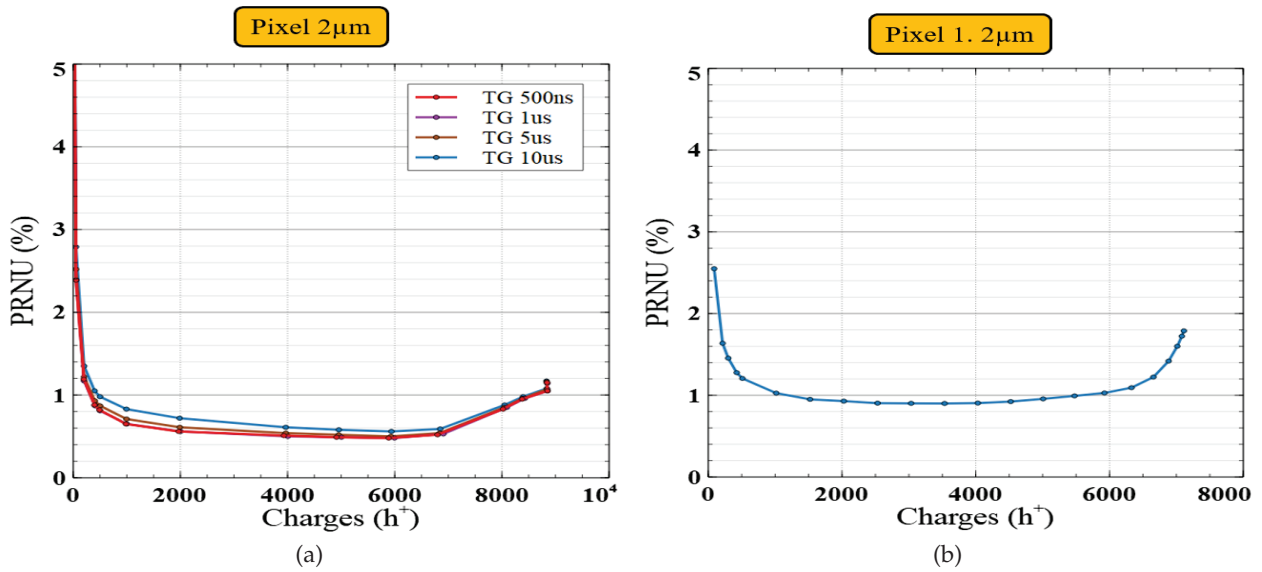 Pixel 2µm
5
4
3
2
1
0
PRNU (%)
TG 500ns
TG 1us
TG 5us
TG 10us
0 2000 4000 6000 8000 10⁴
Charges (h⁺)
(a)
Pixel 1. 2µm
5
4
3
2
1
0
PRNU (%)
0 2000 4000 6000 8000
Charges (h⁺)
(b)